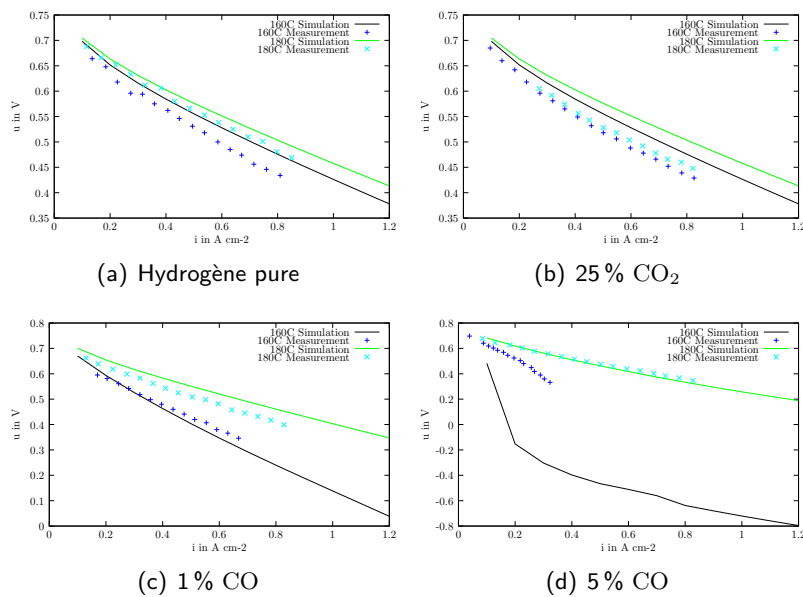 0.75
0.7
0.65
0.6
0.55
0.5
0.45
0.4
0.35
u in V
0
0.2
0.4
0.6
0.8
1
1.2
i in A cm-2
160C Simulation
160C Measurement
180C Simulation
180C Measurement
(a) Hydrogène pure
0.75
0.7
0.65
0.6
0.55
0.5
0.45
0.4
0.35
u in V
0
0.2
0.4
0.6
0.8
1
1.2
i in A cm-2
160C Simulation
160C Measurement
180C Simulation
180C Measurement
(b) 25 % CO₂
0.8
0.7
0.6
0.5
0.4
0.3
0.2
0.1
0
u in V
0
0.2
0.4
0.6
0.8
1
1.2
i in A cm-2
160C Simulation
160C Measurement
180C Simulation
180C Measurement
(c) 1 % CO
0.8
0.6
0.4
0.2
0
-0.2
-0.4
-0.6
-0.8
u in V
0
0.2
0.4
0.6
0.8
1
1.2
i in A cm-2
160C Simulation
160C Measurement
180C Simulation
180C Measurement
(d) 5 % CO